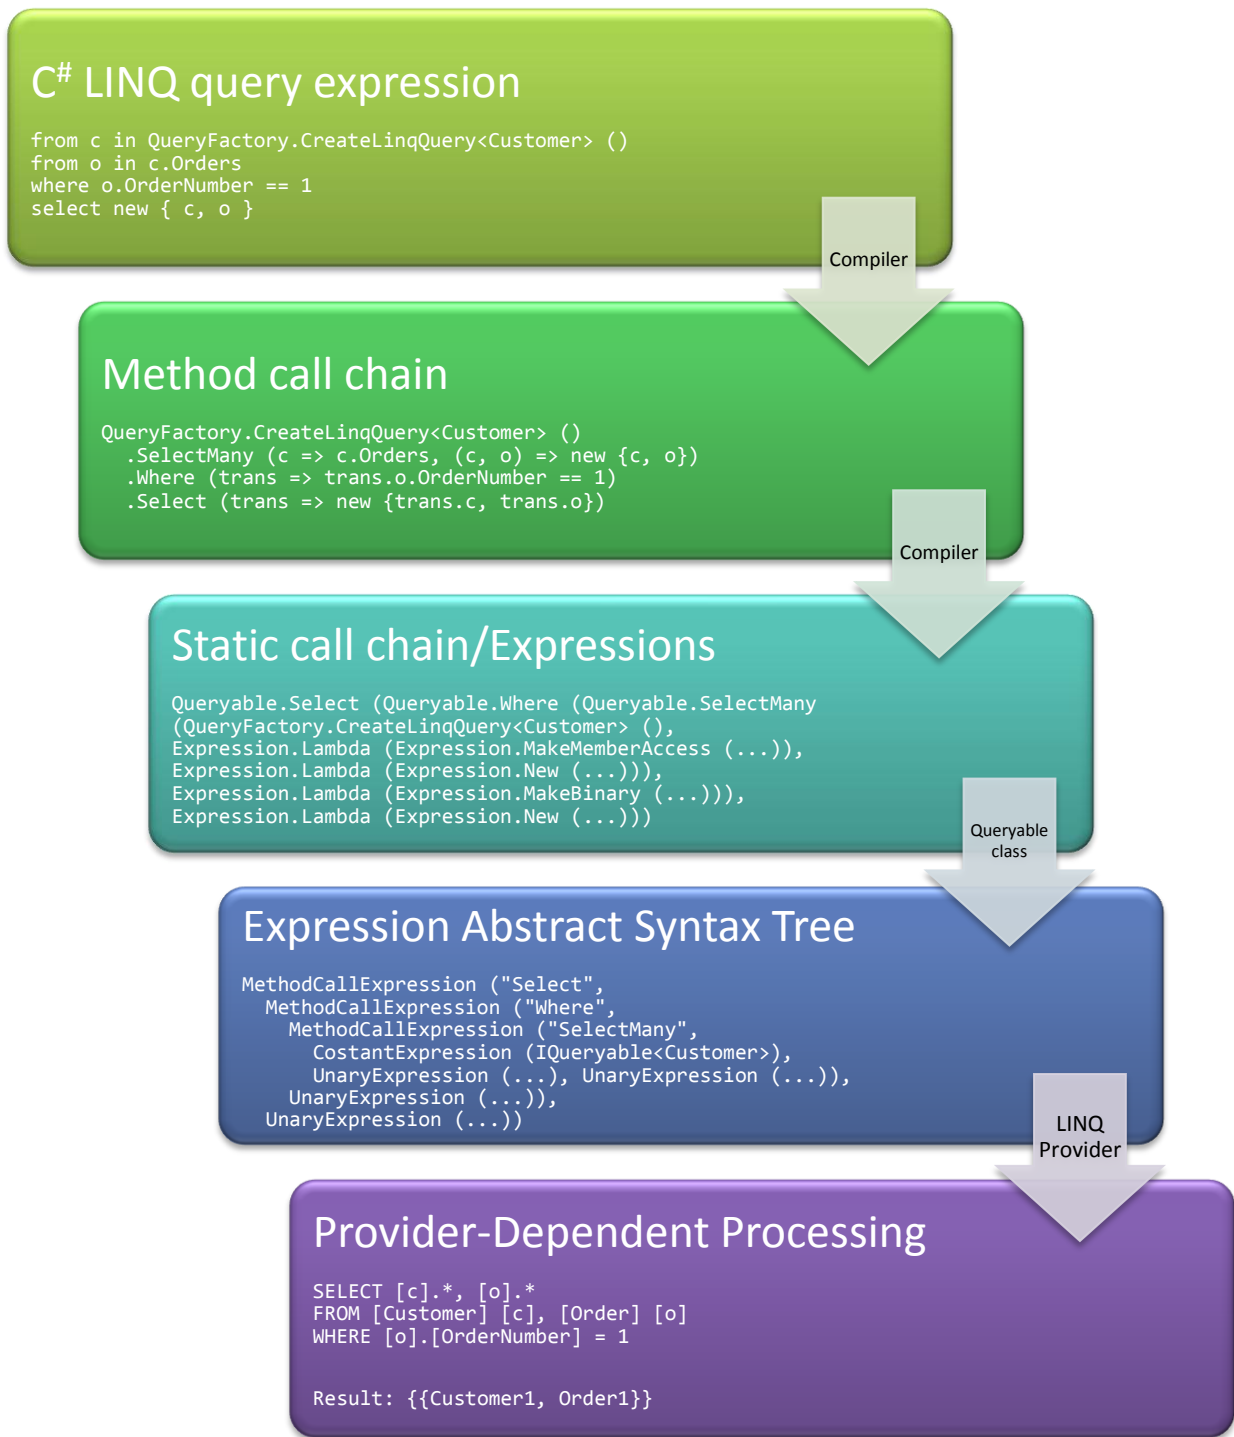 C# LINQ query expression
from c in QueryFactory.CreateLinqQuery<Customer> ()
from o in c.Orders
where o.OrderNumber == 1
select new { c, o }
Compiler
Method call chain
QueryFactory.CreateLinqQuery<Customer> ()
  .SelectMany (c => c.Orders, (c, o) => new {c, o})
  .Where (trans => trans.o.OrderNumber == 1)
  .Select (trans => new {trans.c, trans.o})
Compiler
Static call chain/Expressions
Queryable.Select (Queryable.Where (Queryable.SelectMany
(QueryFactory.CreateLinqQuery<Customer> (),
Expression.Lambda (Expression.MakeMemberAccess (...)),
Expression.Lambda (Expression.New (...))),
Expression.Lambda (Expression.MakeBinary (...))),
Expression.Lambda (Expression.New (...)))
Queryable
class
Expression Abstract Syntax Tree
MethodCallExpression ("Select",
  MethodCallExpression ("Where",
    MethodCallExpression ("SelectMany",
      CostantExpression (IQueryable<Customer>),
      UnaryExpression (...), UnaryExpression (...)),
    UnaryExpression (...)),
  UnaryExpression (...))
LINQ
Provider
Provider-Dependent Processing
SELECT [c].*, [o].*
FROM [Customer] [c], [Order] [o]
WHERE [o].[OrderNumber] = 1
Result: {{Customer1, Order1}}